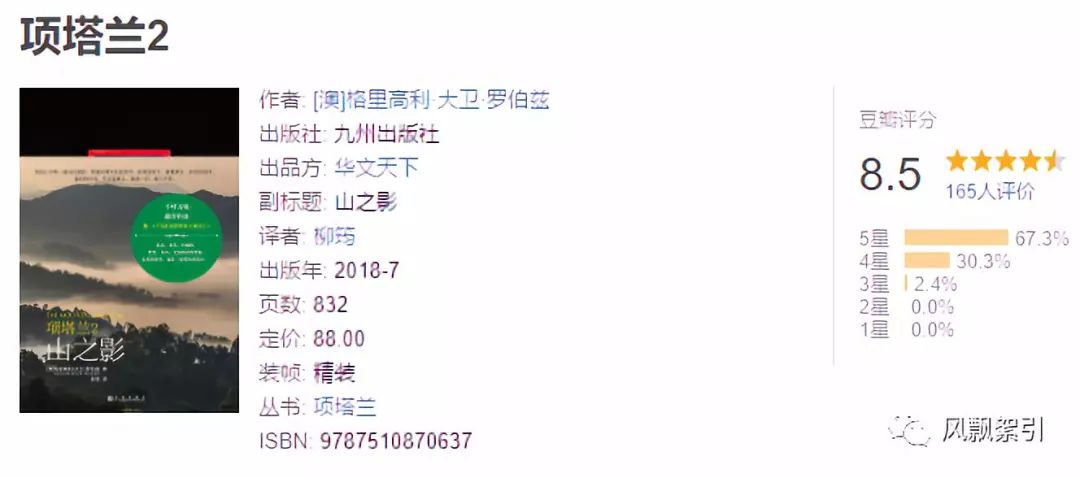 项塔兰2
作者: [澳]格里高利·大卫·罗伯兹
出版社: 九州出版社
出品方: 华文天下
副标题: 山之影
译者: 柳筠
出版年: 2018-7
页数: 832
定价: 88.00
装帧: 精装
丛书: 项塔兰
ISBN: 9787510870637
豆瓣评分
8.5
165人评价
5星 67.3%
4星 30.3%
3星 2.4%
2星 0.0%
1星 0.0%
项塔兰2
山之影
风飘絮引